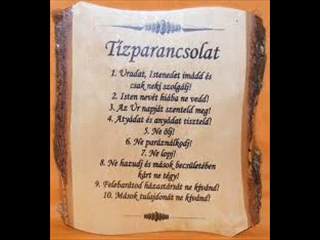 Tízparancsolat
1. Uradat, Istenedet imádd és
csak neki szolgálj!
2. Isten nevét hiába ne vedd!
3. Az Úr napját szenteld meg!
4. Atyádat és anyádat tiszteld!
5. Ne ölj!
6. Ne paráználkodj!
7. Ne lopj!
8. Ne hazudj és mások becsületében
kárt ne tégy!
9. Felebarátod házastársát ne kívánd!
10. Mások tulajdonát ne kívánd!